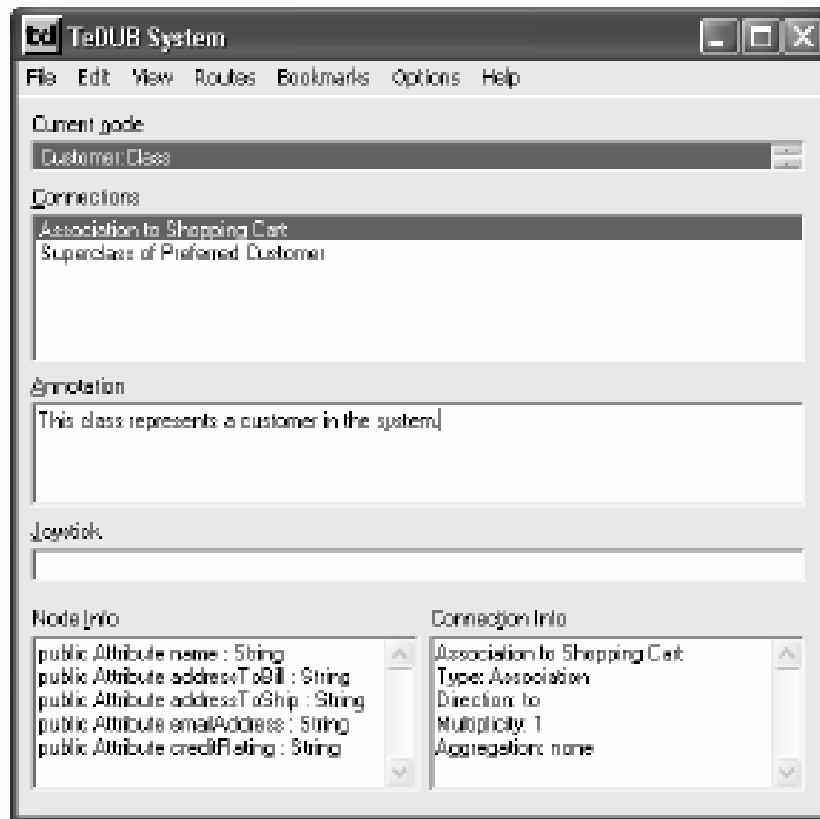 td TeDUB System
File Edit View Routes Bookmarks Options Help
Current node
Customer: Class
Connections
Association to Shopping Cart
Superclass of Preferred Customer
Annotation
This class represents a customer in the system.
Joystick
Node Info
public Attribute name : String
public Attribute addressToBill : String
public Attribute addressToShip : String
public Attribute emailAddress : String
public Attribute creditRating : String
Connection Info
Association to Shopping Cart
Type: Association
Direction: to
Multiplicity: 1
Aggregation: none